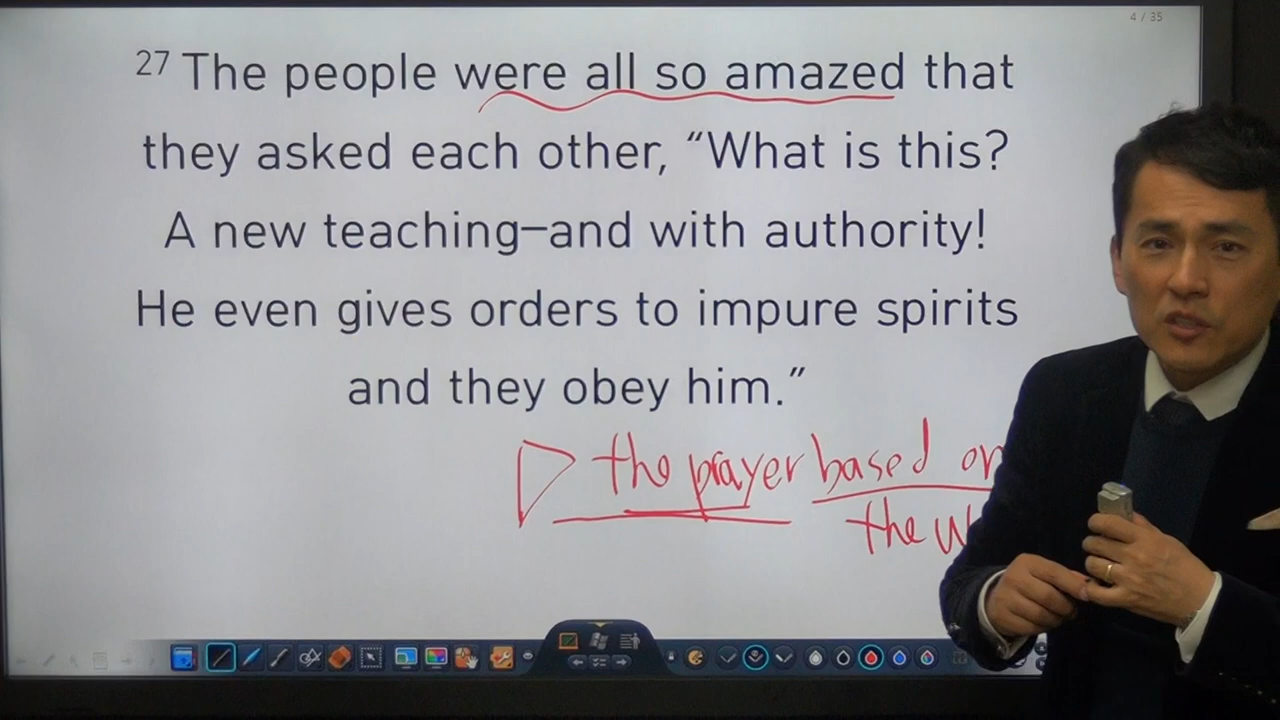 4 / 35
27 The people were all so amazed that
they asked each other, “What is this?
A new teaching—and with authority!
He even gives orders to impure spirits
and they obey him.”
the prayer based on
the